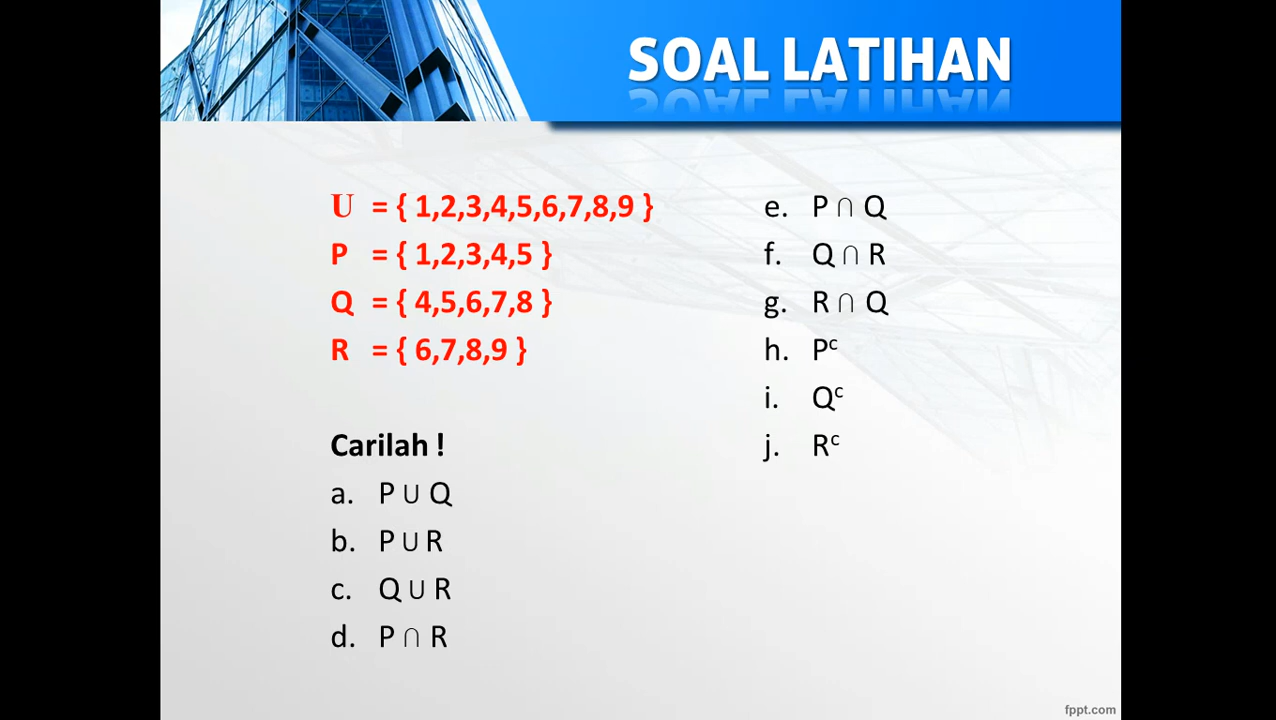 SOAL LATIHAN
U = { 1,2,3,4,5,6,7,8,9 }
P = { 1,2,3,4,5 }
Q = { 4,5,6,7,8 }
R = { 6,7,8,9 }
Carilah !
a. P ∪ Q
b. P ∪ R
c. Q ∪ R
d. P ∩ R
e. P ∩ Q
f. Q ∩ R
g. R ∩ Q
h. Pᶜ
i. Qᶜ
j. Rᶜ
fppt.com